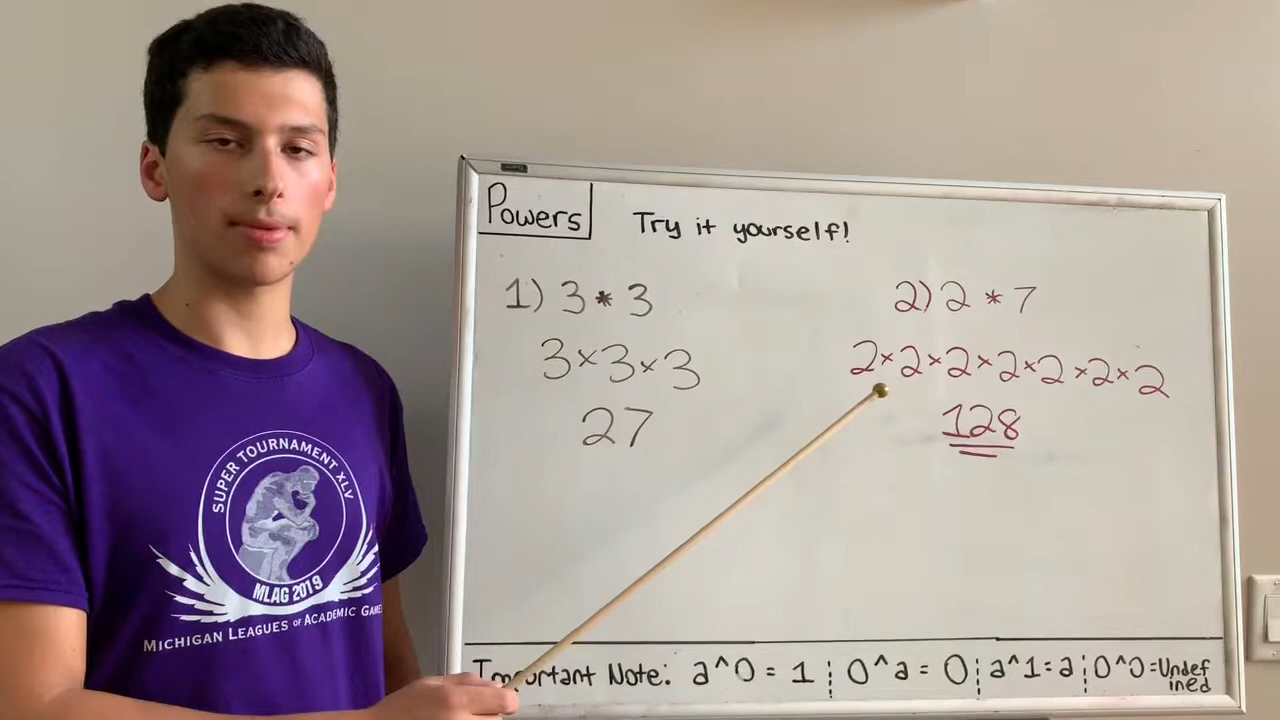 Powers
Try it yourself!
1) 3 * 3
3×3×3
27
2) 2 * 7
2×2×2×2×2×2×2
128
Important Note: a^0 = 1 ¦ 0^a = 0 ¦ a^1=a ¦ 0^0=Undef
ined
SUPER TOURNAMENT XLV
MLAG 2019
MICHIGAN LEAGUES OF ACADEMIC GAMES